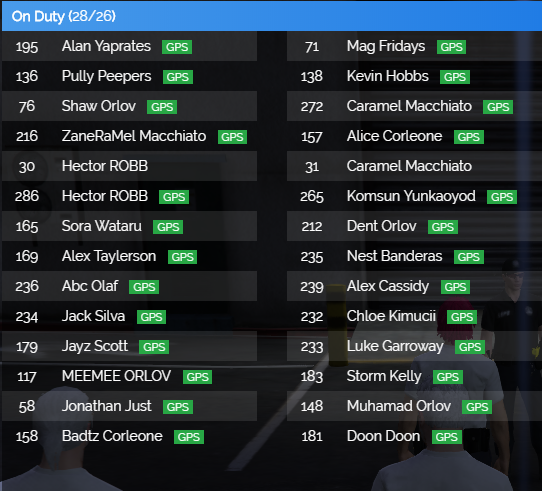 On Duty (28/26)
195 Alan Yaprates GPS
71 Mag Fridays GPS
136 Pully Peepers GPS
138 Kevin Hobbs GPS
76 Shaw Orlov GPS
272 Caramel Macchiato GPS
216 ZaneRaMel Macchiato GPS
157 Alice Corleone GPS
30 Hector ROBB
31 Caramel Macchiato
286 Hector ROBB GPS
265 Komsun Yunkaoyod GPS
165 Sora Wataru GPS
212 Dent Orlov GPS
169 Alex Taylerson GPS
235 Nest Banderas GPS
236 Abc Olaf GPS
239 Alex Cassidy GPS
234 Jack Silva GPS
232 Chloe Kimucii GPS
179 Jayz Scott GPS
233 Luke Garroway GPS
117 MEEMEE ORLOV GPS
183 Storm Kelly GPS
58 Jonathan Just GPS
148 Muhamad Orlov GPS
158 Badtz Corleone GPS
181 Doon Doon GPS